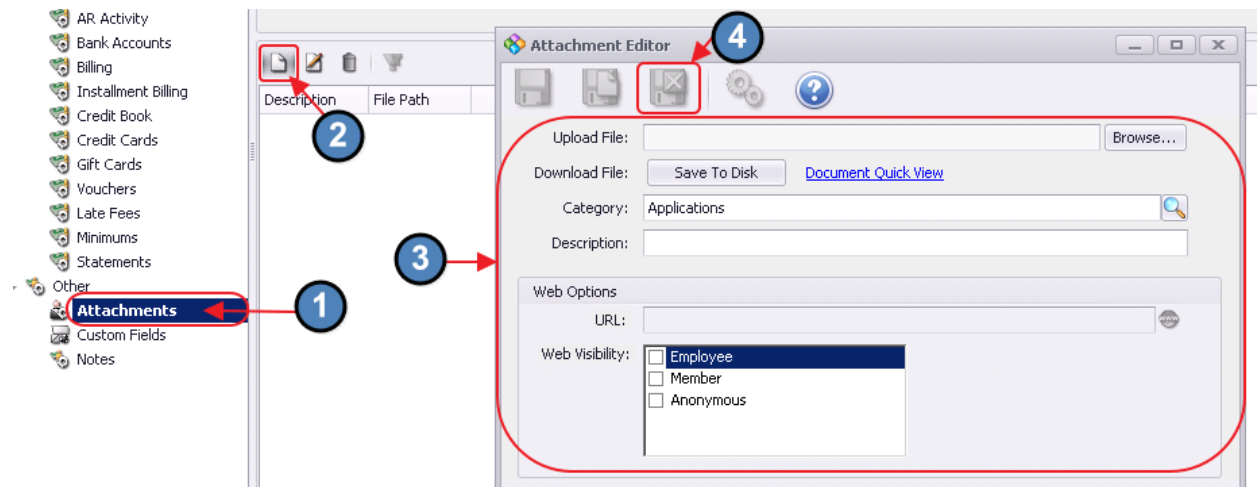 AR Activity
Bank Accounts
Billing
Installment Billing
Credit Book
Credit Cards
Gift Cards
Vouchers
Late Fees
Minimums
Statements
Other
Attachments
Custom Fields
Notes
1
Description File Path
2
Attachment Editor
4
?
3
Upload File: Browse...
Download File: Save To Disk Document Quick View
Category: Applications
Description:
Web Options
URL:
Web Visibility: Employee
Member
Anonymous